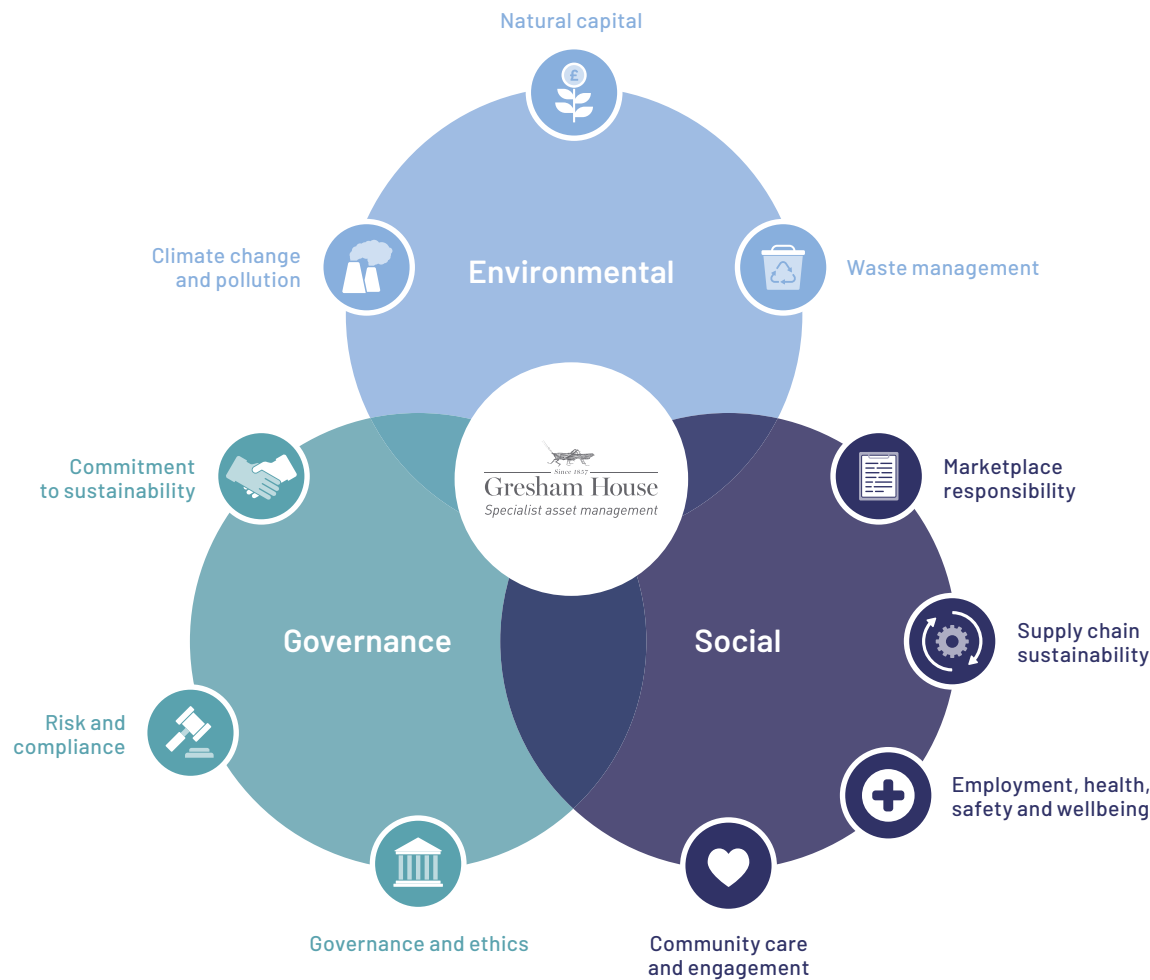 Natural capital
£
Climate change
and pollution
Environmental
Waste management
Commitment
to sustainability
Since 1857
Gresham House
Specialist asset management
Marketplace
responsibility
Governance
Social
Supply chain
sustainability
Risk and
compliance
Employment, health,
safety and wellbeing
Governance and ethics
Community care
and engagement